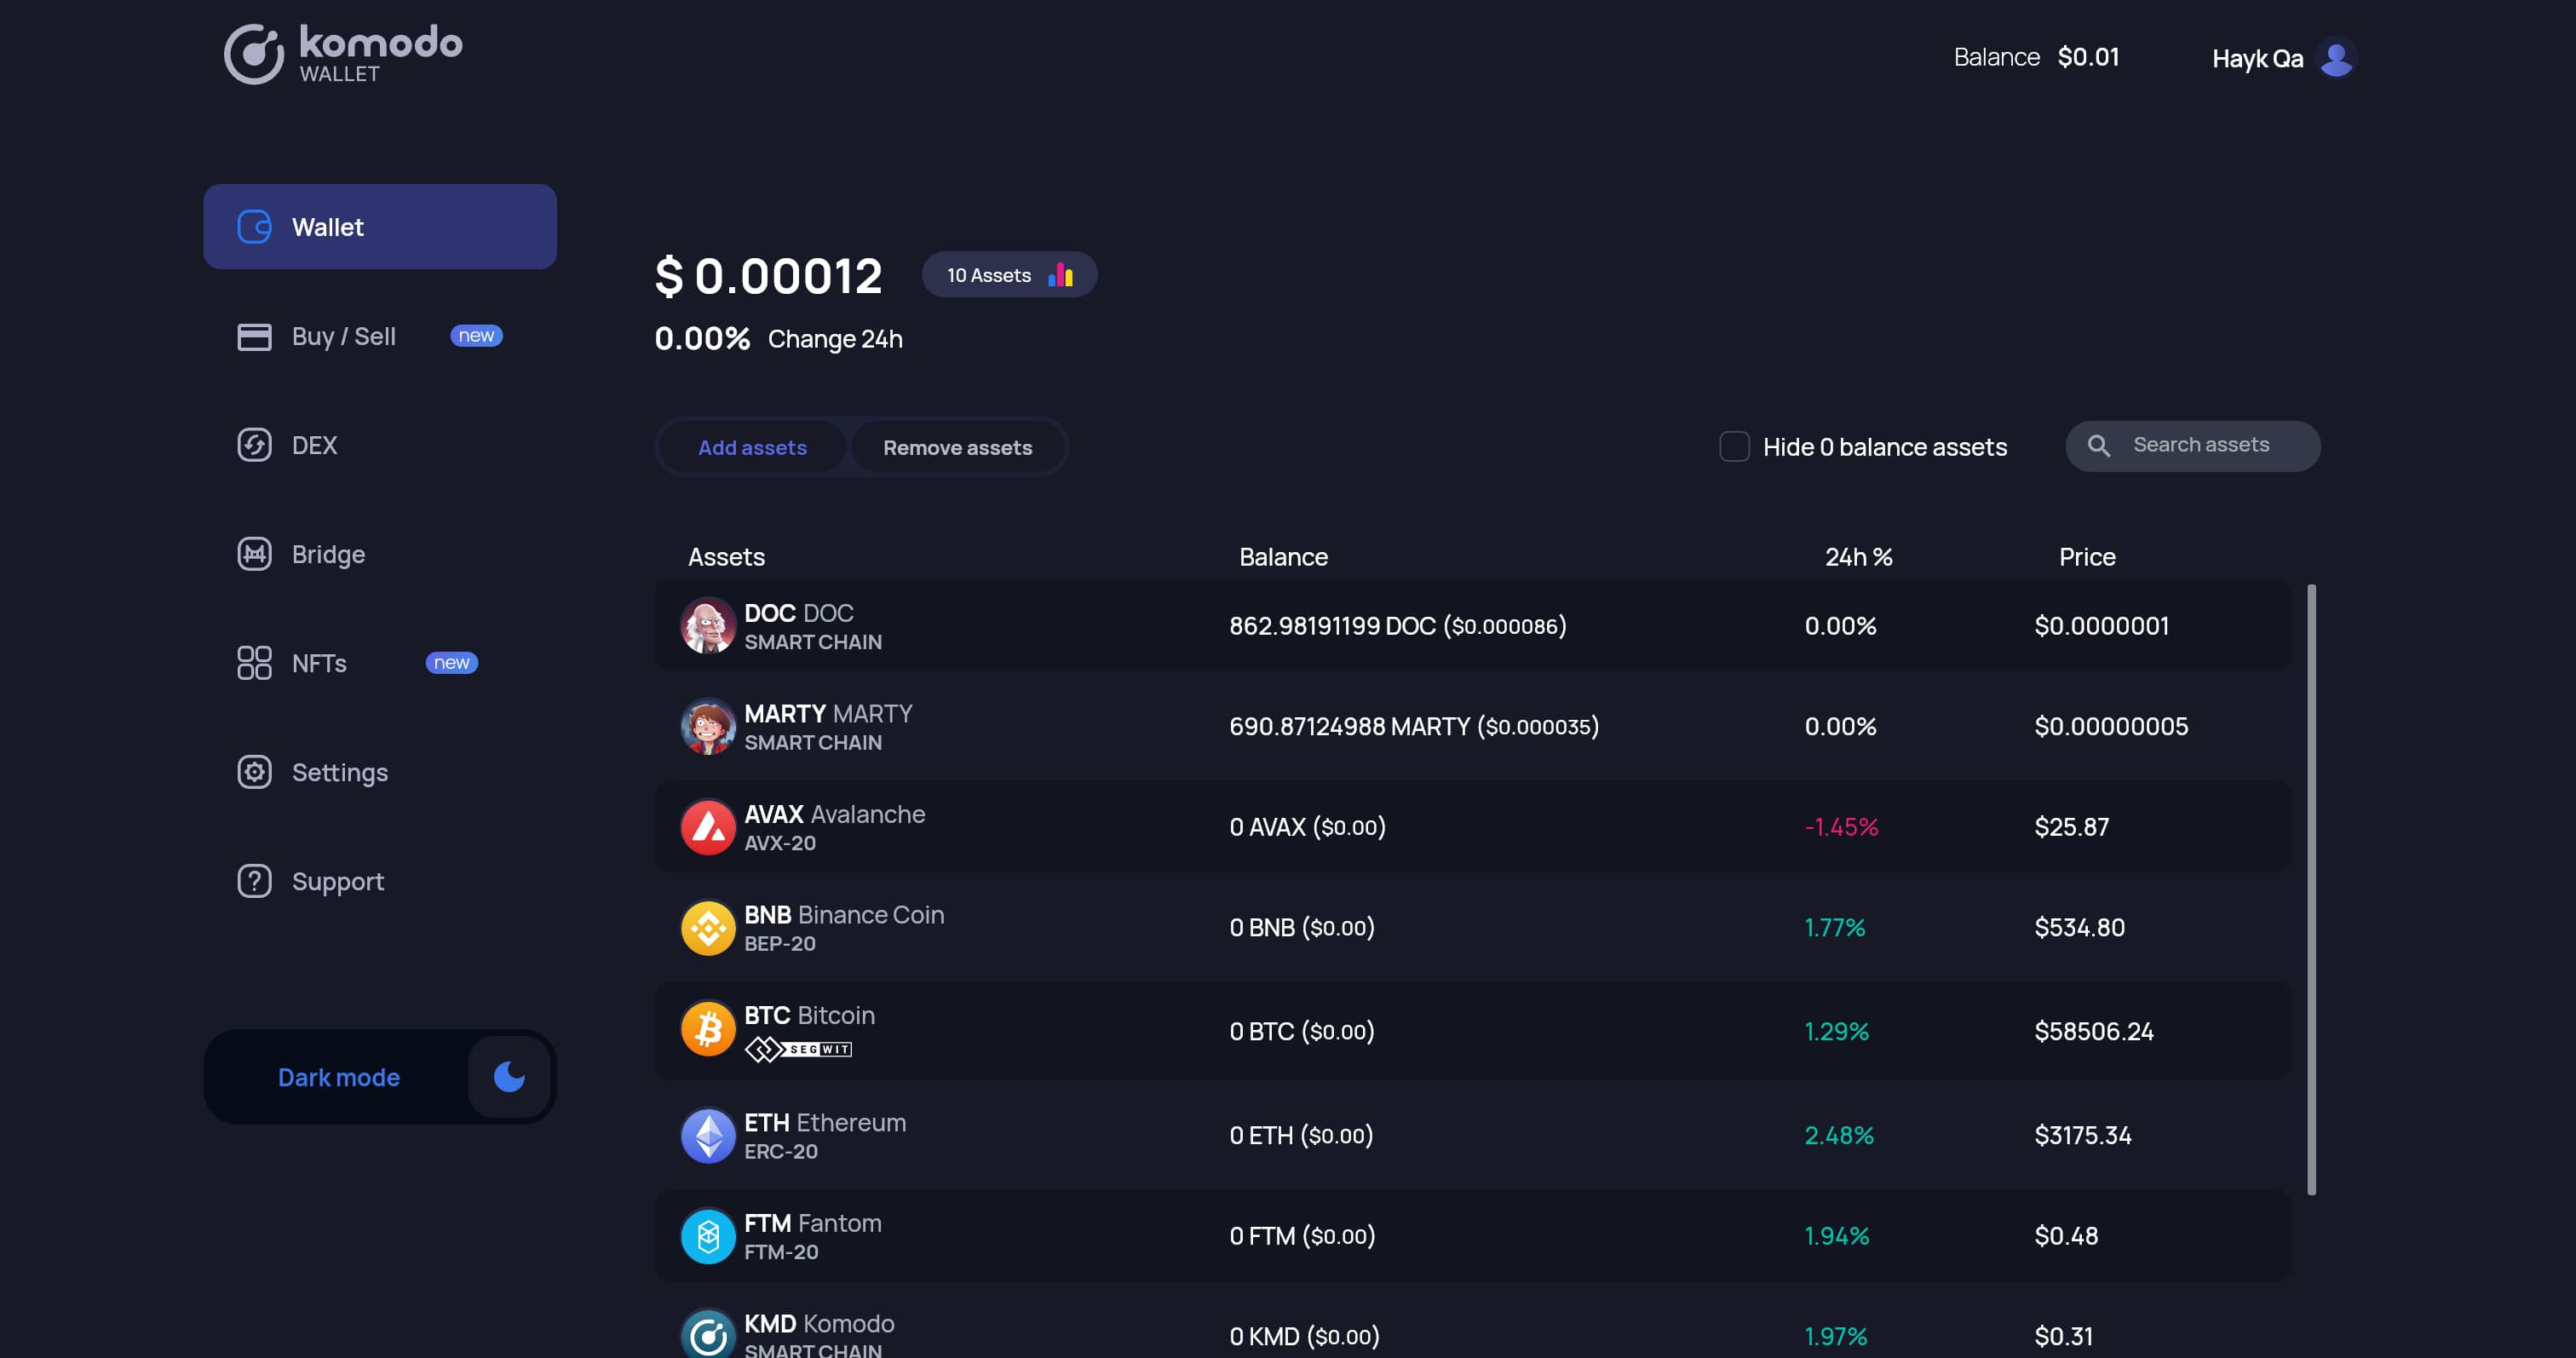 komodo
WALLET
Balance $0.01
Hayk Qa
Wallet
Buy / Sell new
DEX
Bridge
NFTs new
Settings
Support
Dark mode
$ 0.00012
10 Assets
0.00% Change 24h
Add assets
Remove assets
Hide 0 balance assets
Search assets
Assets Balance 24h % Price
DOC DOC
SMART CHAIN
862.98191199 DOC ($0.000086) 0.00% $0.0000001
MARTY MARTY
SMART CHAIN
690.87124988 MARTY ($0.000035) 0.00% $0.00000005
AVAX Avalanche
AVX-20
0 AVAX ($0.00) -1.45% $25.87
BNB Binance Coin
BEP-20
0 BNB ($0.00) 1.77% $534.80
BTC Bitcoin
SEGWIT
0 BTC ($0.00) 1.29% $58506.24
ETH Ethereum
ERC-20
0 ETH ($0.00) 2.48% $3175.34
FTM Fantom
FTM-20
0 FTM ($0.00) 1.94% $0.48
KMD Komodo
SMART CHAIN
0 KMD ($0.00) 1.97% $0.31